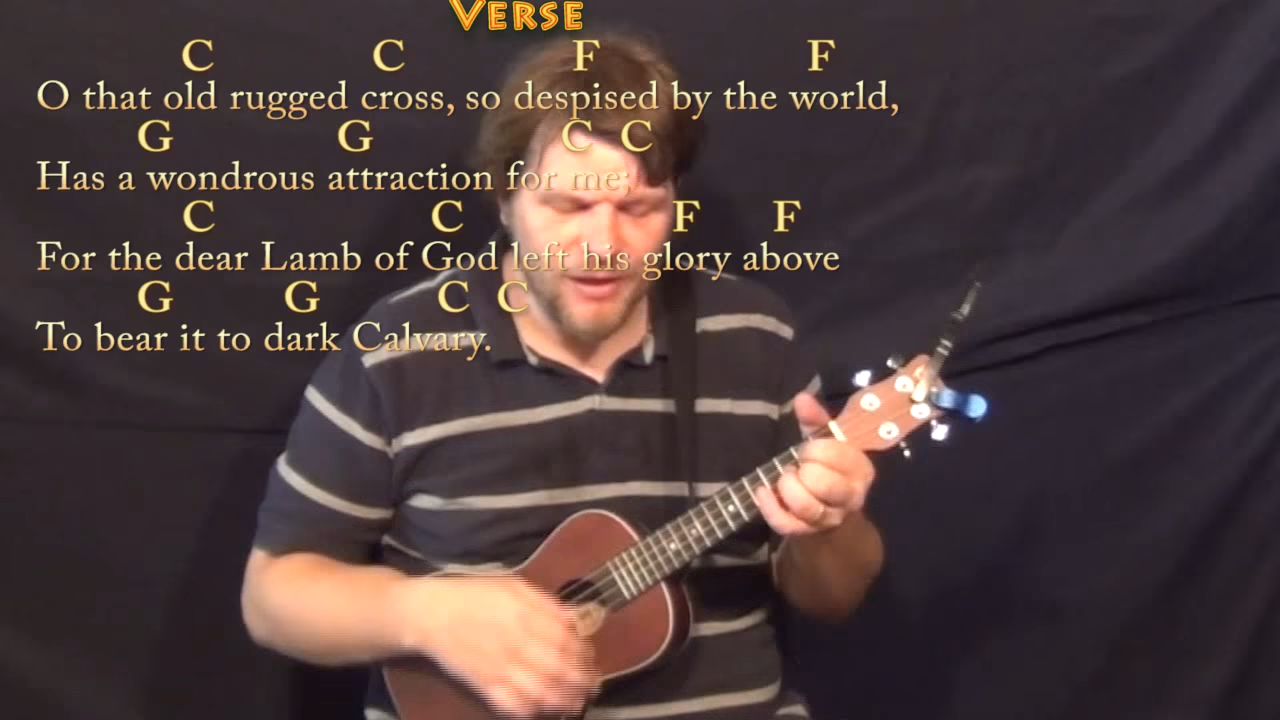 VERSE
C C F F
O that old rugged cross, so despised by the world,
G G C C
Has a wondrous attraction for me;
C C F F
For the dear Lamb of God left his glory above
G G C C
To bear it to dark Calvary.